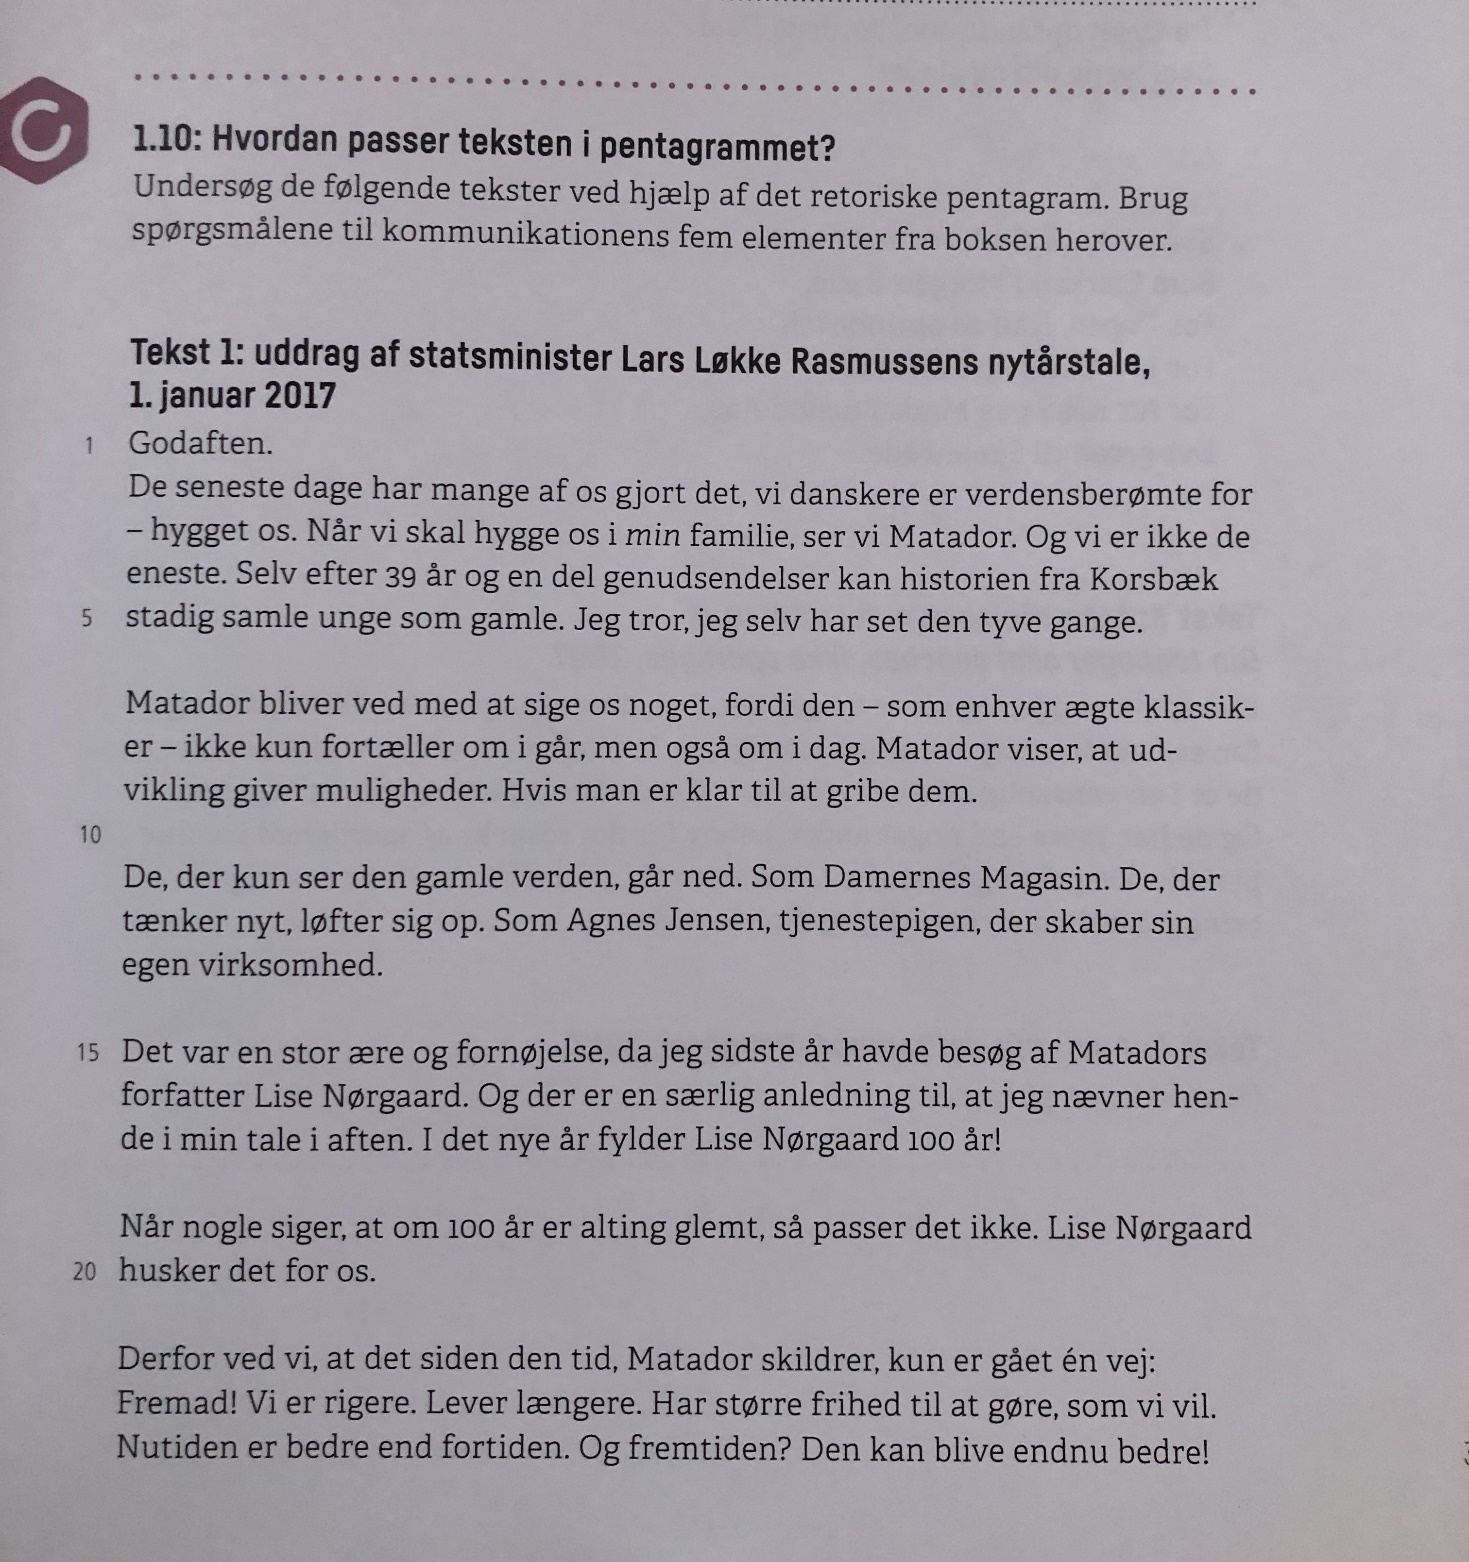 1.10: Hvordan passer teksten i pentagrammet?
Undersøg de følgende tekster ved hjælp af det retoriske pentagram. Brug
spørgsmålene til kommunikationens fem elementer fra boksen herover.
Tekst 1: uddrag af statsminister Lars Løkke Rasmussens nytårstale,
1. januar 2017
1 Godaften.
De seneste dage har mange af os gjort det, vi danskere er verdensberømte for
– hygget os. Når vi skal hygge os i min familie, ser vi Matador. Og vi er ikke de
eneste. Selv efter 39 år og en del genudsendelser kan historien fra Korsbæk
5 stadig samle unge som gamle. Jeg tror, jeg selv har set den tyve gange.
Matador bliver ved med at sige os noget, fordi den – som enhver ægte klassik-
er – ikke kun fortæller om i går, men også om i dag. Matador viser, at ud-
vikling giver muligheder. Hvis man er klar til at gribe dem.
10
De, der kun ser den gamle verden, går ned. Som Damernes Magasin. De, der
tænker nyt, løfter sig op. Som Agnes Jensen, tjenestepigen, der skaber sin
egen virksomhed.
15 Det var en stor ære og fornøjelse, da jeg sidste år havde besøg af Matadors
forfatter Lise Nørgaard. Og der er en særlig anledning til, at jeg nævner hen-
de i min tale i aften. I det nye år fylder Lise Nørgaard 100 år!
Når nogle siger, at om 100 år er alting glemt, så passer det ikke. Lise Nørgaard
20 husker det for os.
Derfor ved vi, at det siden den tid, Matador skildrer, kun er gået én vej:
Fremad! Vi er rigere. Lever længere. Har større frihed til at gøre, som vi vil.
Nutiden er bedre end fortiden. Og fremtiden? Den kan blive endnu bedre!